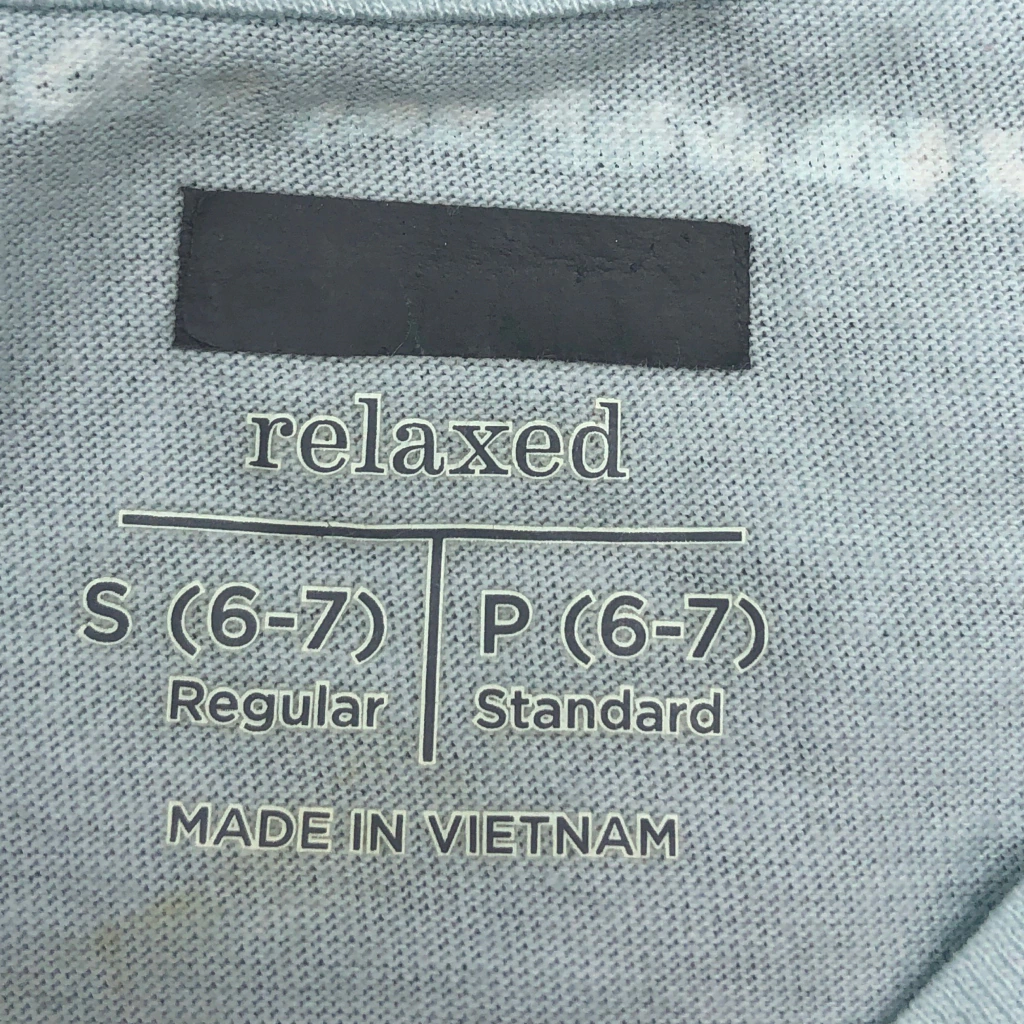 relaxed
S (6-7) P (6-7)
Regular Standard
MADE IN VIETNAM